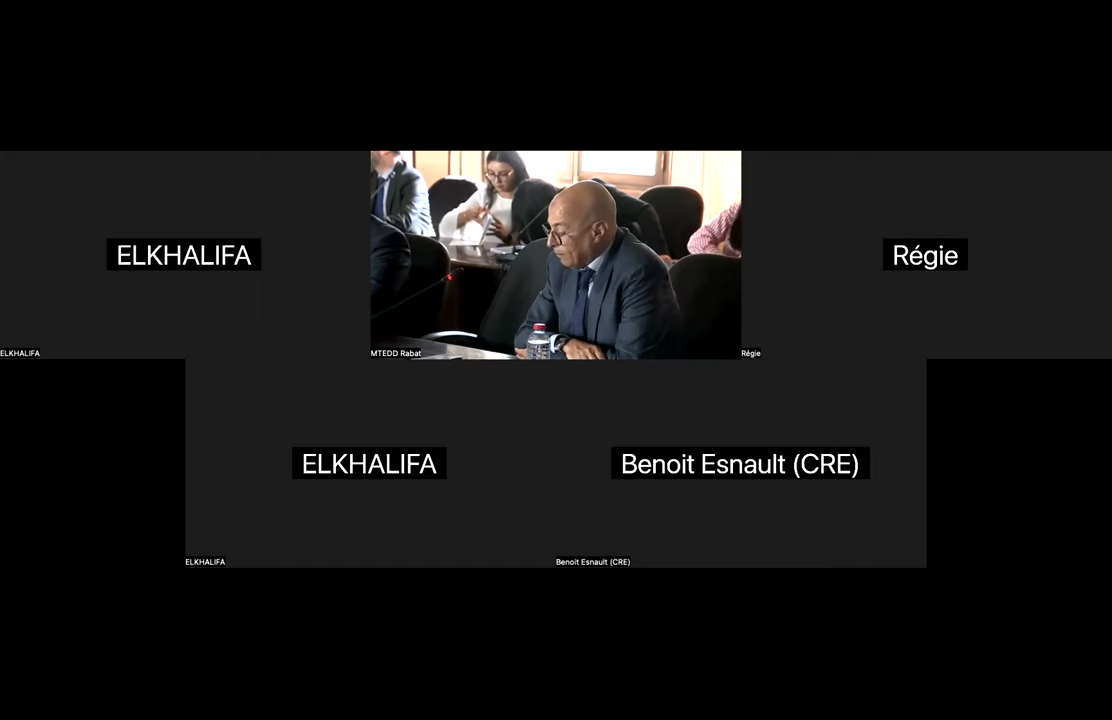 ELKHALIFA
Régie
ELKHALIFA
MTEDD Rabat
Régie
ELKHALIFA
Benoit Esnault (CRE)
ELKHALIFA
Benoit Esnault (CRE)